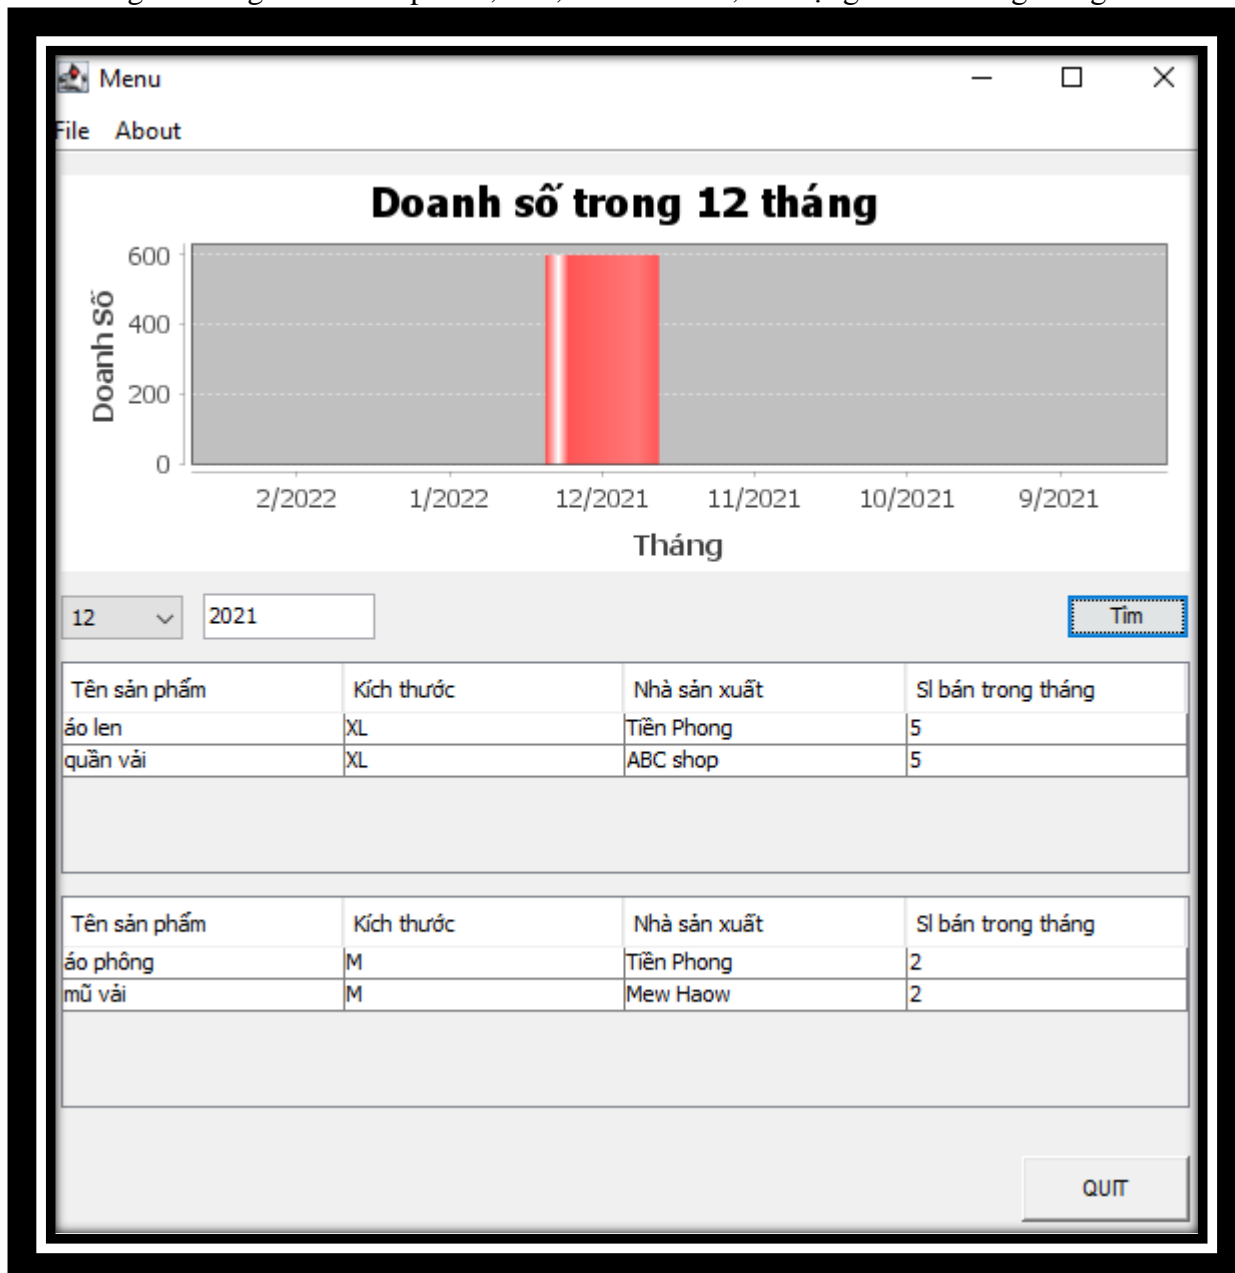 Menu
File About
Doanh số trong 12 tháng
Doanh Số
600
400
200
0
2/2022 1/2022 12/2021 11/2021 10/2021 9/2021
Tháng
12 2021 Tìm
Tên sản phẩm Kích thước Nhà sản xuất Sl bán trong tháng
áo len XL Tiền Phong 5
quần vải XL ABC shop 5
Tên sản phẩm Kích thước Nhà sản xuất Sl bán trong tháng
áo phông M Tiền Phong 2
mũ vải M Mew Haow 2
QUIT